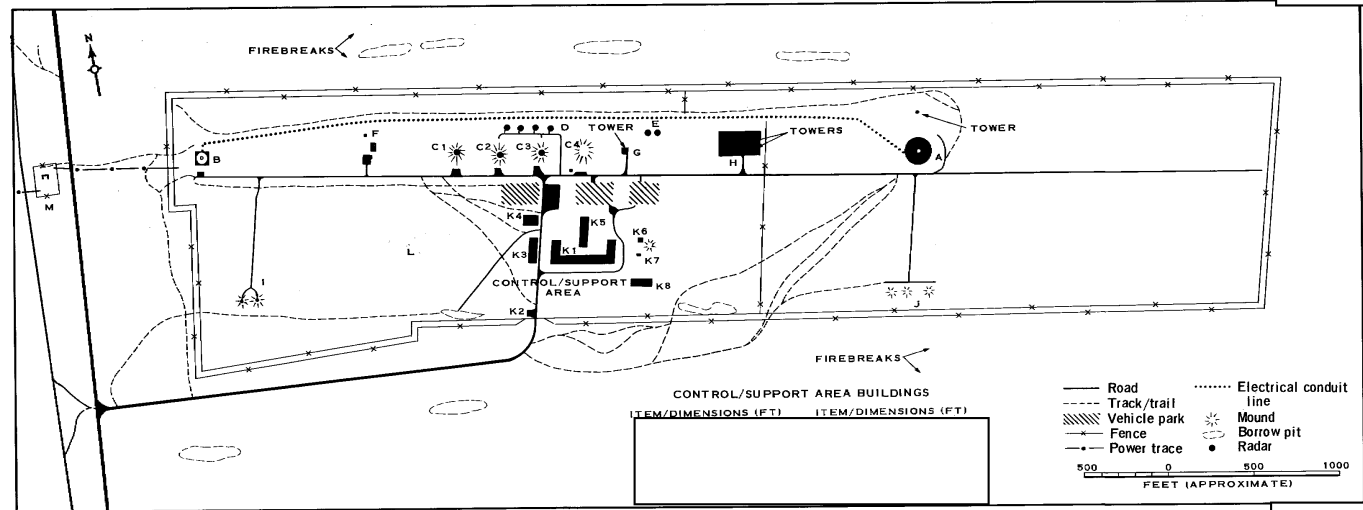 N
FIREBREAKS
F
TOWER
E
D
TOWERS
TOWER
C1
C2
C3
C4
B
G
H
A
M
K4
K5
K6
K3
K1
K7
L
CONTROL/SUPPORT
AREA
K8
I
J
K2
FIREBREAKS
CONTROL/SUPPORT AREA BUILDINGS
ITEM/DIMENSIONS (FT) ITEM/DIMENSIONS (FT)
Road
Track/trail
Vehicle park
Fence
Power trace
Electrical conduit
line
Mound
Borrow pit
Radar
500 0 500 1000
FEET (APPROXIMATE)